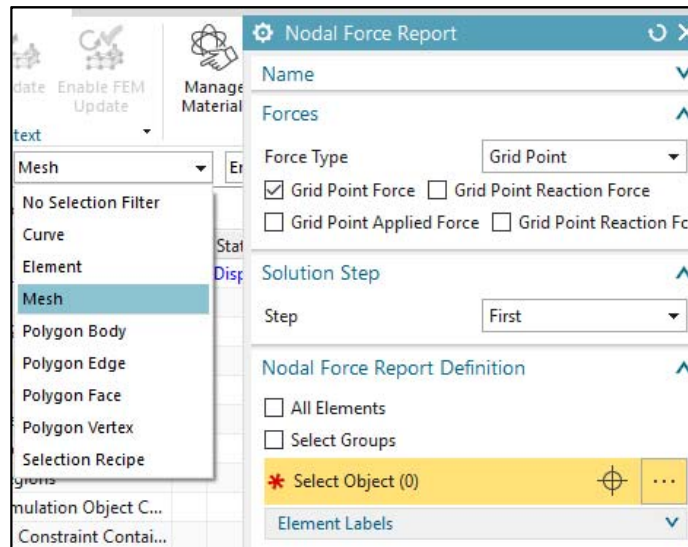 Nodal Force Report
date Enable FEM Update
Manage Material
text
Mesh
Er
No Selection Filter
Curve
Element
Mesh
Polygon Body
Polygon Edge
Polygon Face
Polygon Vertex
Selection Recipe
Stat
Disp
gions
mulation Object C...
Constraint Contai...
Name
Forces
Force Type
Grid Point
Grid Point Force
Grid Point Reaction Force
Grid Point Applied Force
Grid Point Reaction Fo
Solution Step
Step
First
Nodal Force Report Definition
All Elements
Select Groups
* Select Object (0)
...
Element Labels